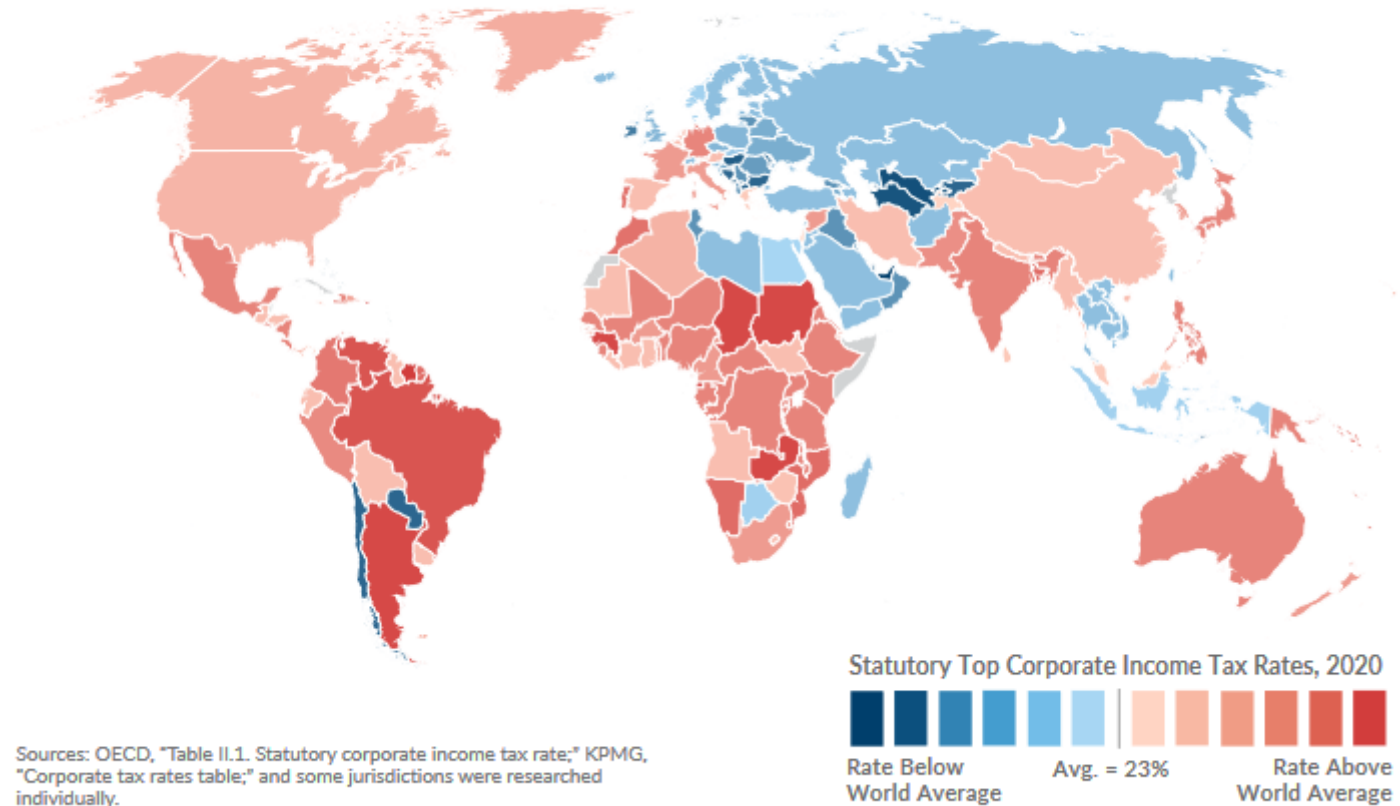 Statutory Top Corporate Income Tax Rates, 2020
Rate Below
World Average
Avg. = 23%
Rate Above
World Average
Sources: OECD, "Table II.1. Statutory corporate income tax rate;" KPMG,
"Corporate tax rates table;" and some jurisdictions were researched
individually.